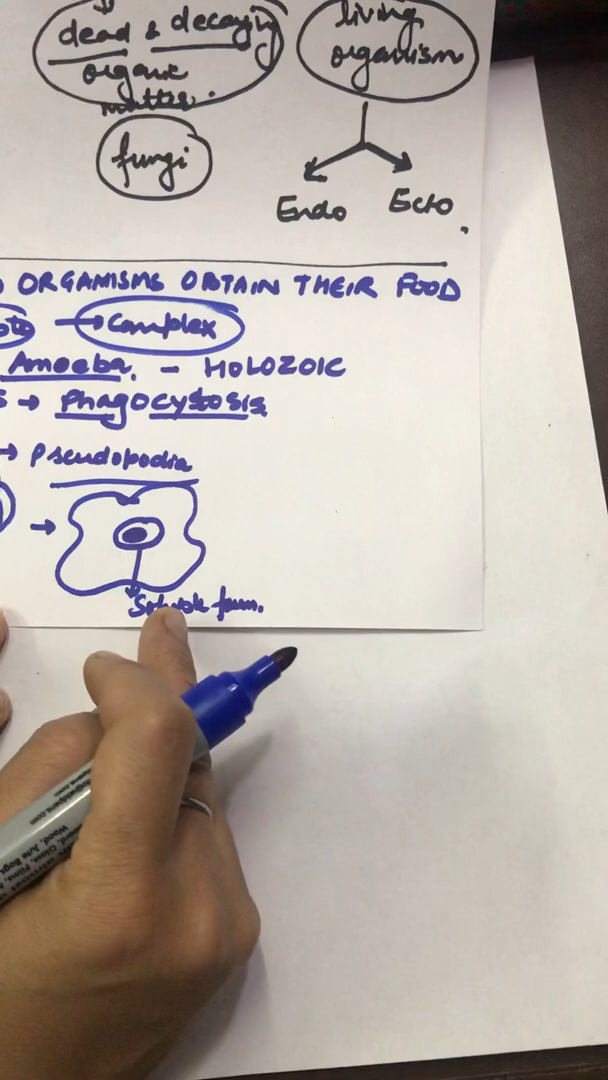 dead & decaying
organic
matter.
living
organism
fungi
Endo
Ecto
ORGANISMS OBTAIN THEIR FOOD
→ Complex
Amoeba. - HOLOZOIC
S → Phagocystosis
→ Pseudopodia
→
Soluble form.